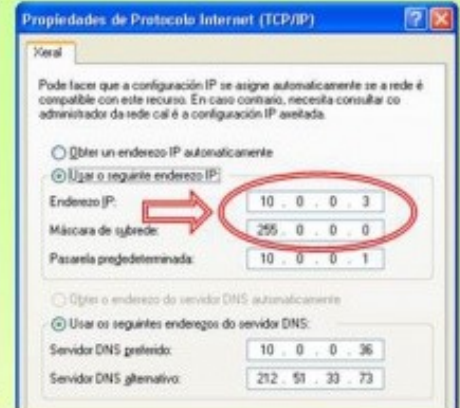 Propiedades de Protocolo Internet (TCP/IP)
Xeral
Pode facer que a configuración IP se asigne automaticamente se a rede é
compatible con este recurso. En caso contrario, necesita consultar co
administrador da rede cal é a configuración IP axeitada.
Obter un enderezo IP automaticamente
Usar o seguinte enderezo IP:
Enderezo IP: 10 . 0 . 0 . 3
Máscara de subrede: 255 . 0 . 0 . 0
Pasarela predeterminada: 10 . 0 . 0 . 1
Obter o enderezo do servidor DNS automaticamente
Usar os seguintes enderezos do servidor DNS:
Servidor DNS preferido: 10 . 0 . 0 . 36
Servidor DNS alternativo: 212 . 51 . 33 . 73